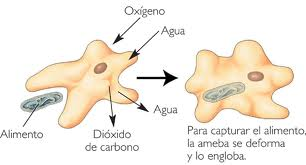 Oxígeno
Agua
Agua
Alimento
Dióxido
de carbono
Para capturar el alimento,
la ameba se deforma
y lo engloba.